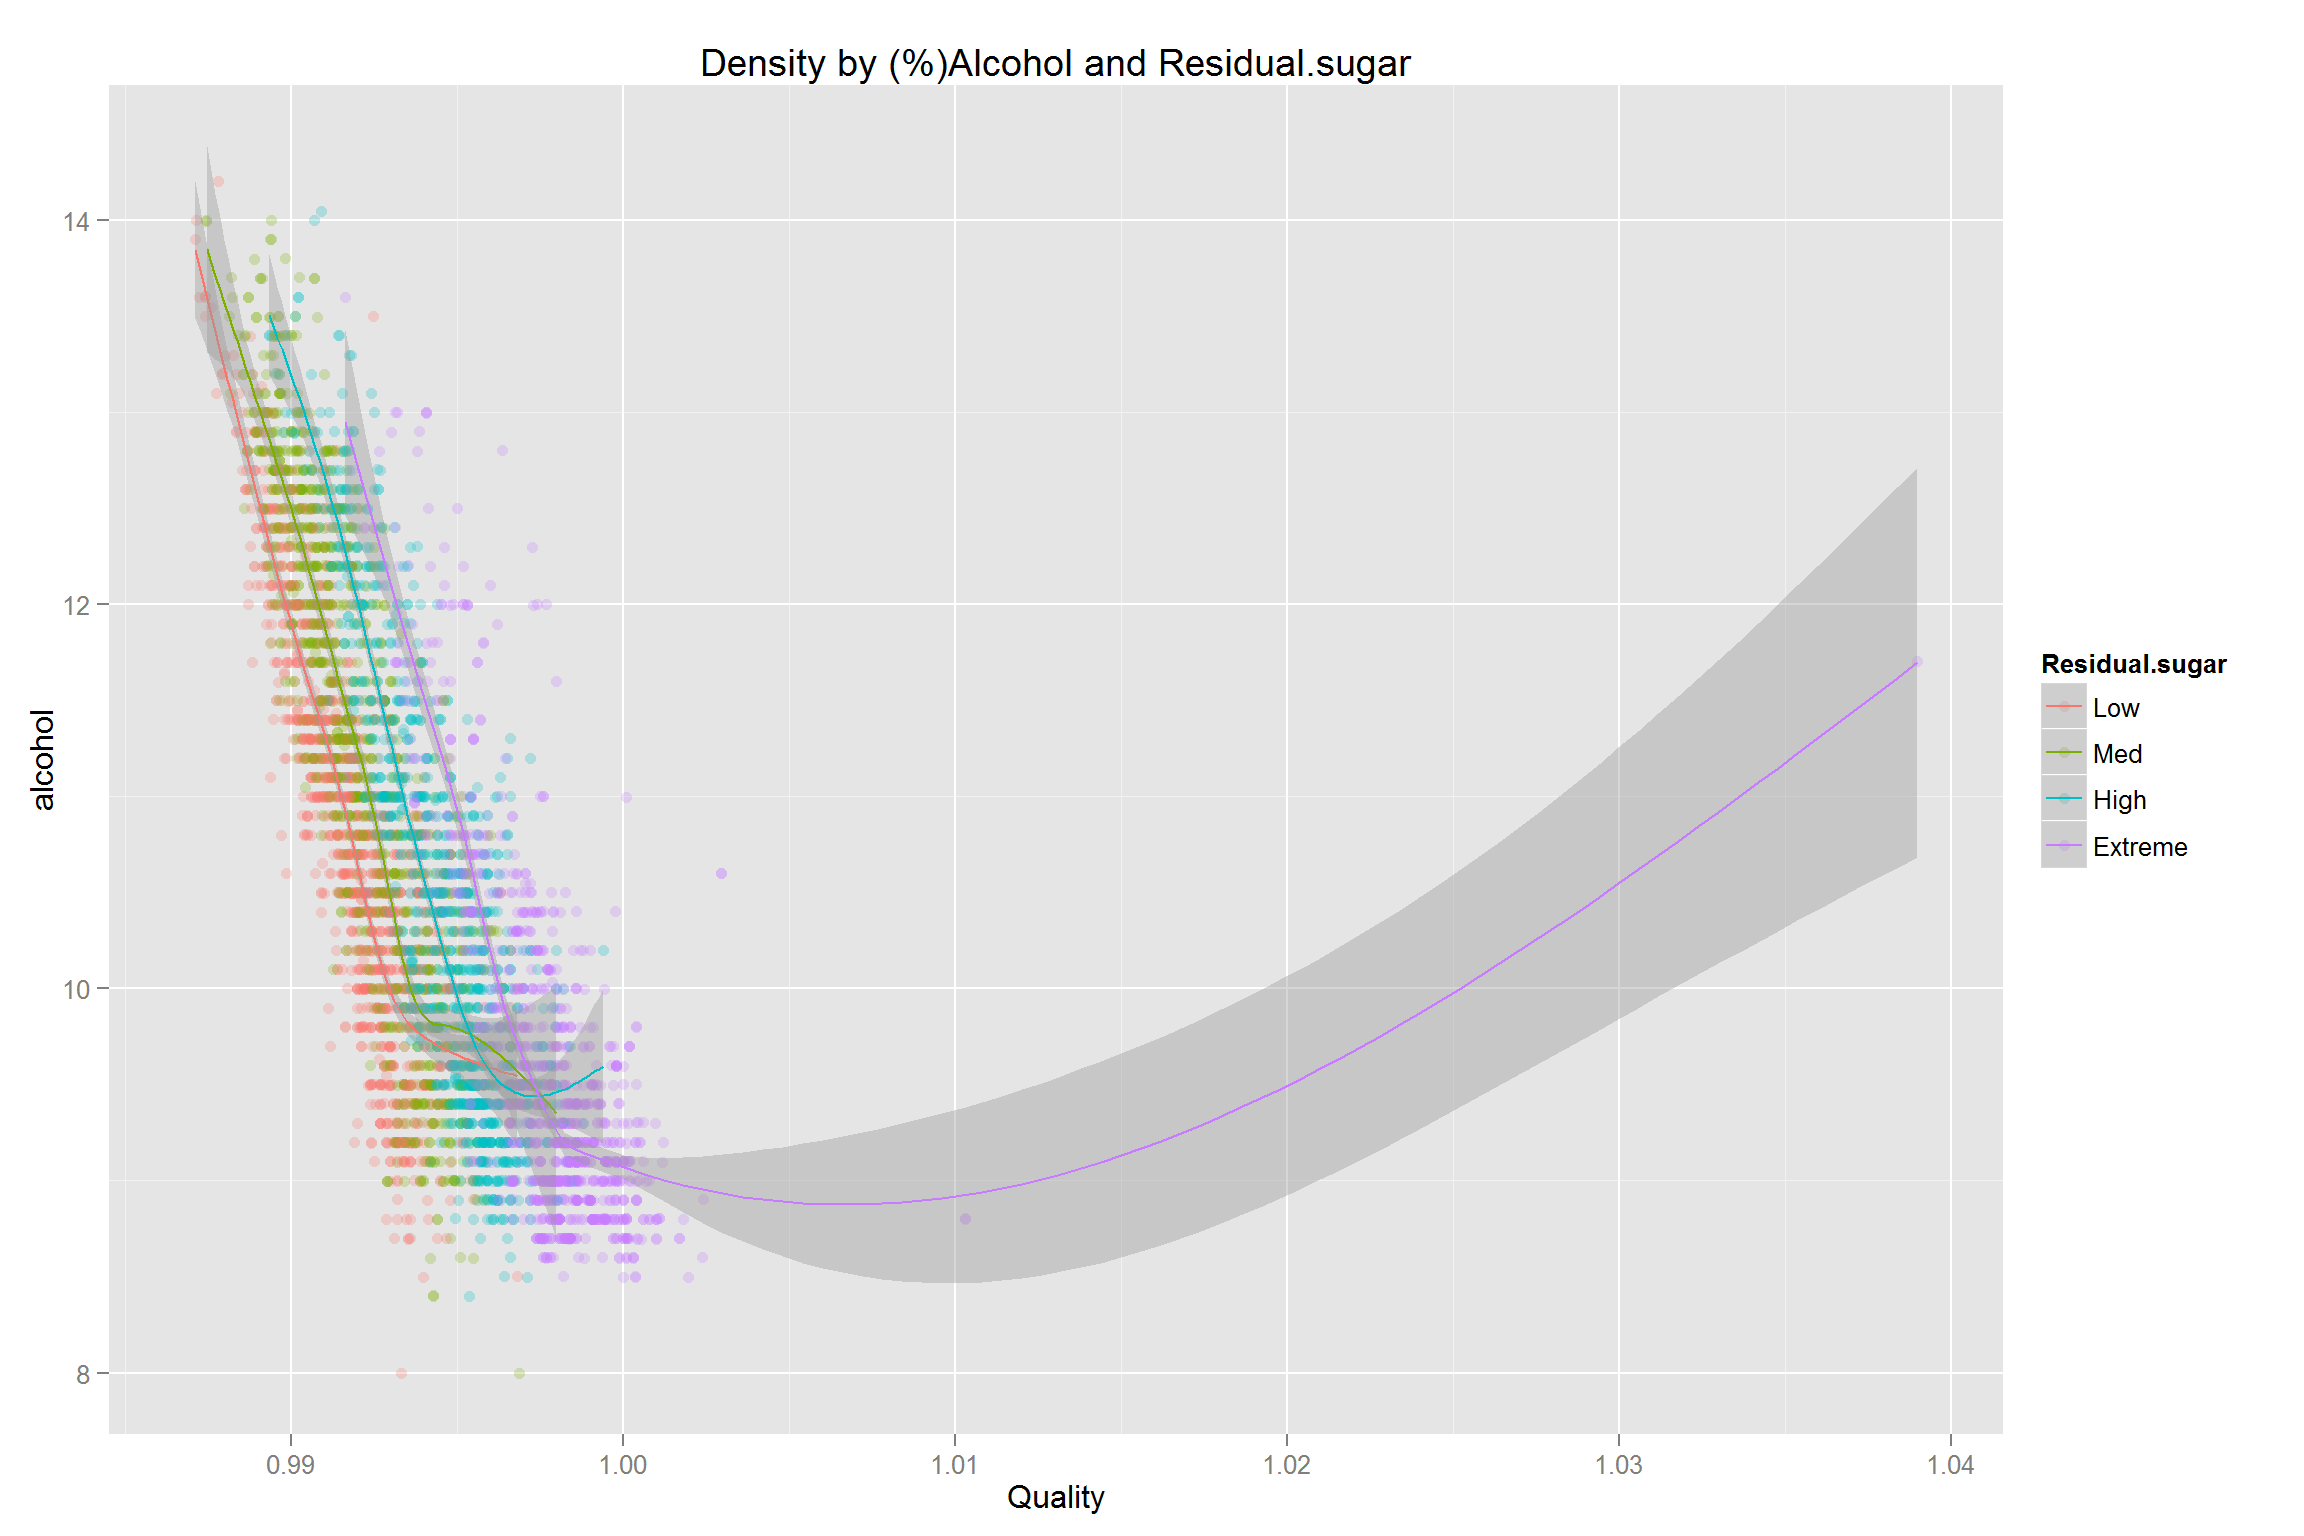 Density by (%)Alcohol and Residual.sugar
14
12
10
8
alcohol
0.99
1.00
1.01
1.02
1.03
1.04
Quality
Residual.sugar
Low
Med
High
Extreme